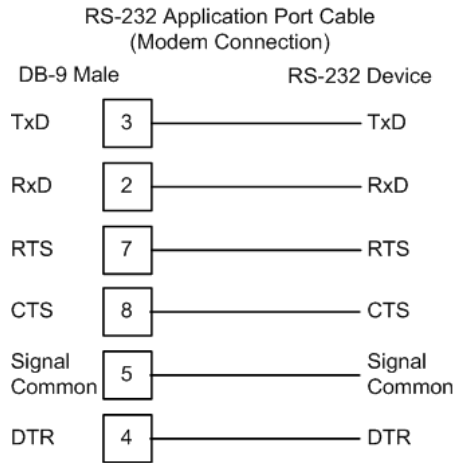 RS-232 Application Port Cable
(Modem Connection)
DB-9 Male RS-232 Device
TxD 3 TxD
RxD 2 RxD
RTS 7 RTS
CTS 8 CTS
Signal Common 5 Signal Common
DTR 4 DTR